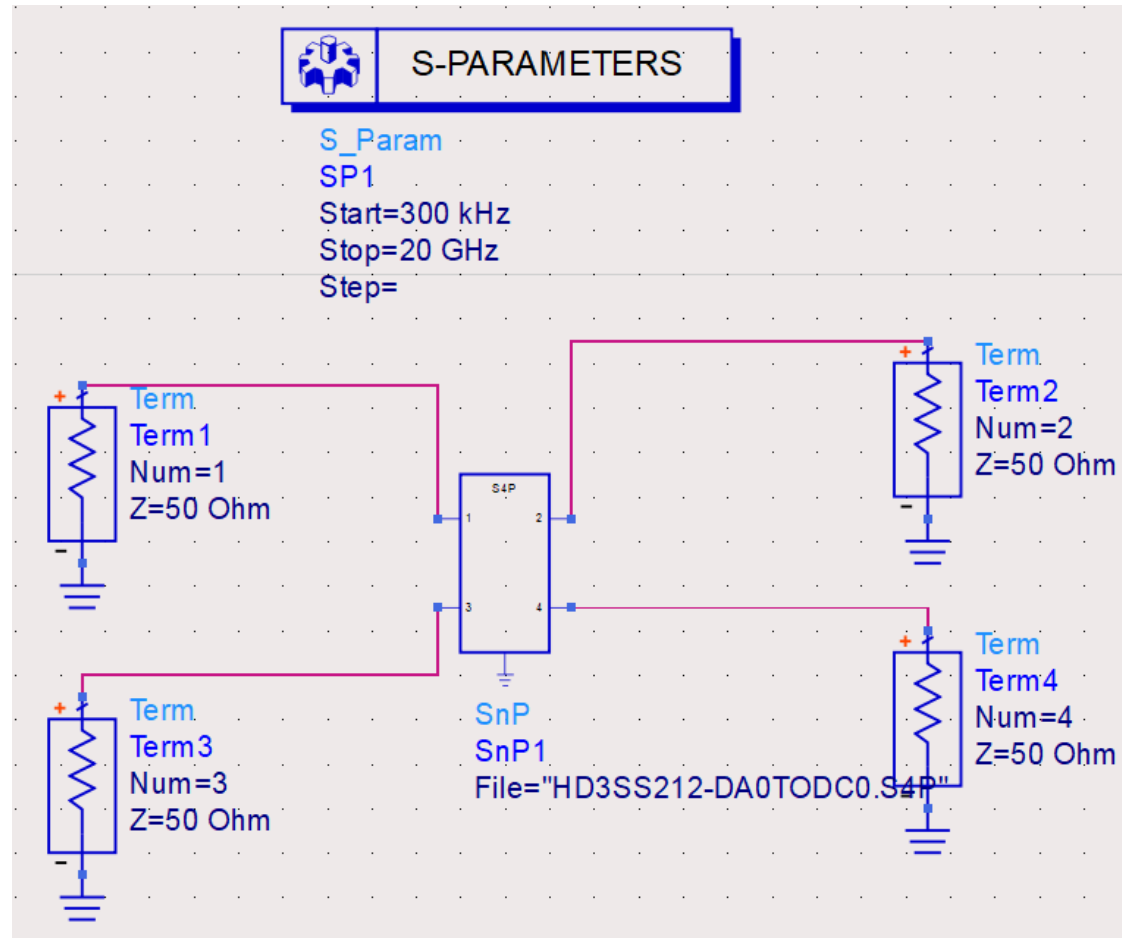 S-PARAMETERS
S_Param
SP1
Start=300 kHz
Stop=20 GHz
Step=
+
Term
Term1
Num=1
Z=50 Ohm
-
+
Term
Term2
Num=2
Z=50 Ohm
-
S4P
1
2
3
4
+
Term
Term3
Num=3
Z=50 Ohm
-
SnP
SnP1
File="HD3SS212-DA0TODC0.S4P"
+
Term
Term4
Num=4
Z=50 Ohm
-